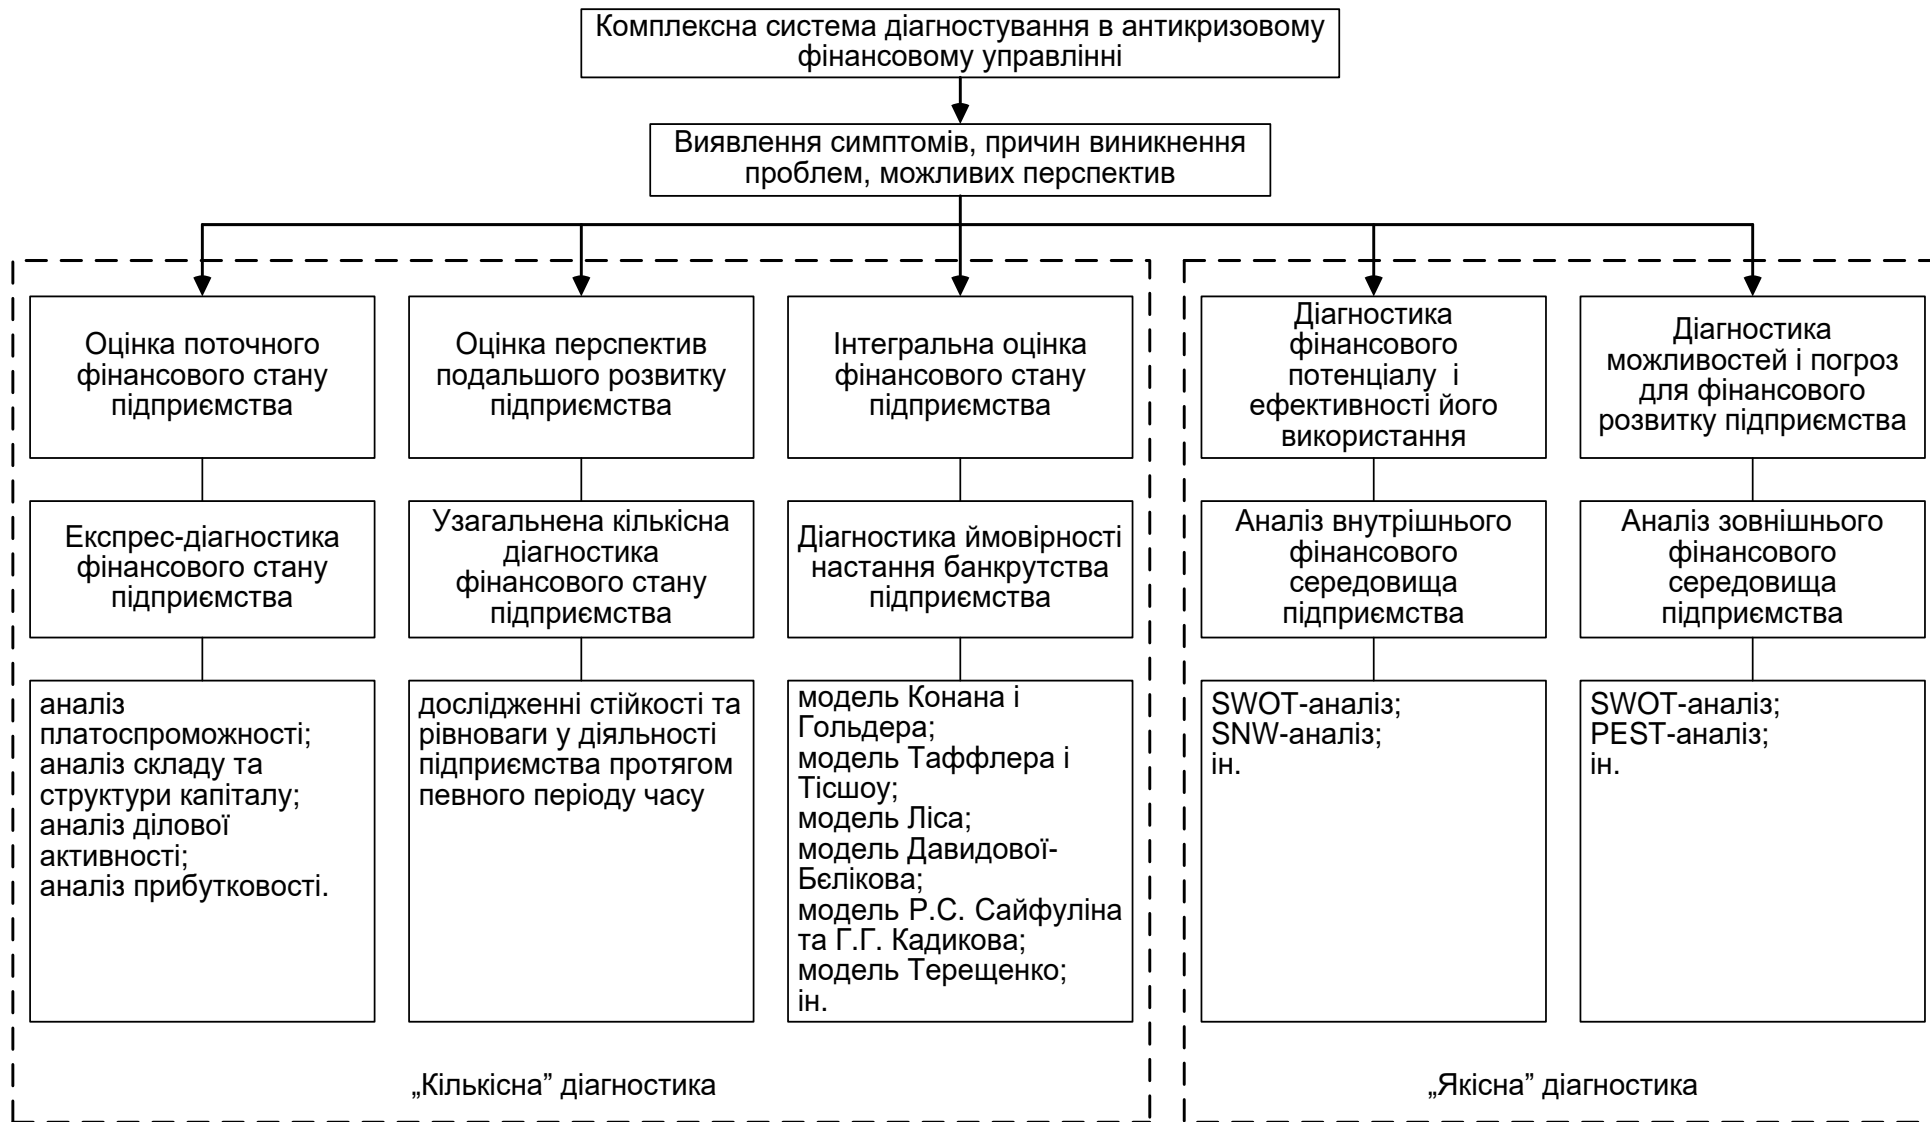 Комплексна система діагностування в антикризовому
фінансовому управлінні
Виявлення симптомів, причин виникнення
проблем, можливих перспектив
Оцінка поточного
фінансового стану
підприємства
Оцінка перспектив
подальшого розвитку
підприємства
Інтегральна оцінка
фінансового стану
підприємства
Діагностика
фінансового
потенціалу і
ефективності його
використання
Діагностика
можливостей і погроз
для фінансового
розвитку підприємства
Експрес-діагностика
фінансового стану
підприємства
Узагальнена кількісна
діагностика
фінансового стану
підприємства
Діагностика ймовірності
настання банкрутства
підприємства
Аналіз внутрішнього
фінансового
середовища
підприємства
Аналіз зовнішнього
фінансового
середовища
підприємства
аналіз
платоспроможності;
аналіз складу та
структури капіталу;
аналіз ділової
активності;
аналіз прибутковості.
дослідженні стійкості та
рівноваги у діяльності
підприємства протягом
певного періоду часу
модель Конана і
Гольдера;
модель Таффлера і
Тісшоу;
модель Ліса;
модель Давидової-
Бєлікова;
модель Р.С. Сайфуліна
та Г.Г. Кадикова;
модель Терещенко;
ін.
SWOT-аналіз;
SNW-аналіз;
ін.
SWOT-аналіз;
PEST-аналіз;
ін.
„Кількісна” діагностика
„Якісна” діагностика